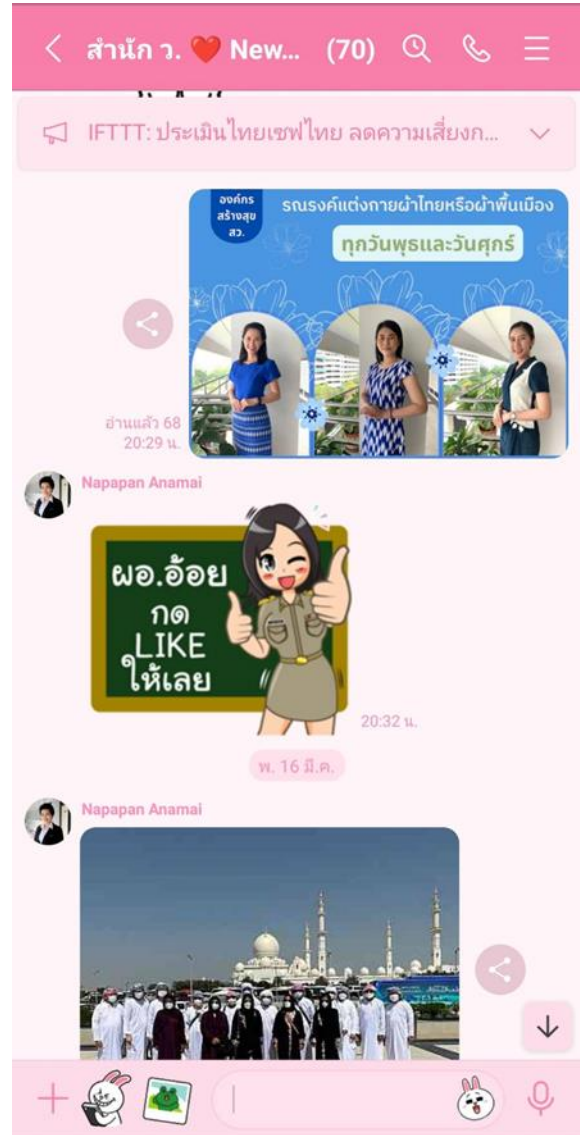 สำนัก ว. ❤️ New... (70)
IFTTT: ประเมินไทยเซฟไทย ลดความเสี่ยงก...
องค์กร
สร้างสุข
สว.
รณรงค์แต่งกายผ้าไทยหรือผ้าพื้นเมือง
ทุกวันพุธและวันศุกร์
อ่านแล้ว 68
20:29 น.
Napapan Anamai
ผอ.อ้อย
กด
LIKE
ให้เลย
20:32 น.
พ. 16 มี.ค.
Napapan Anamai